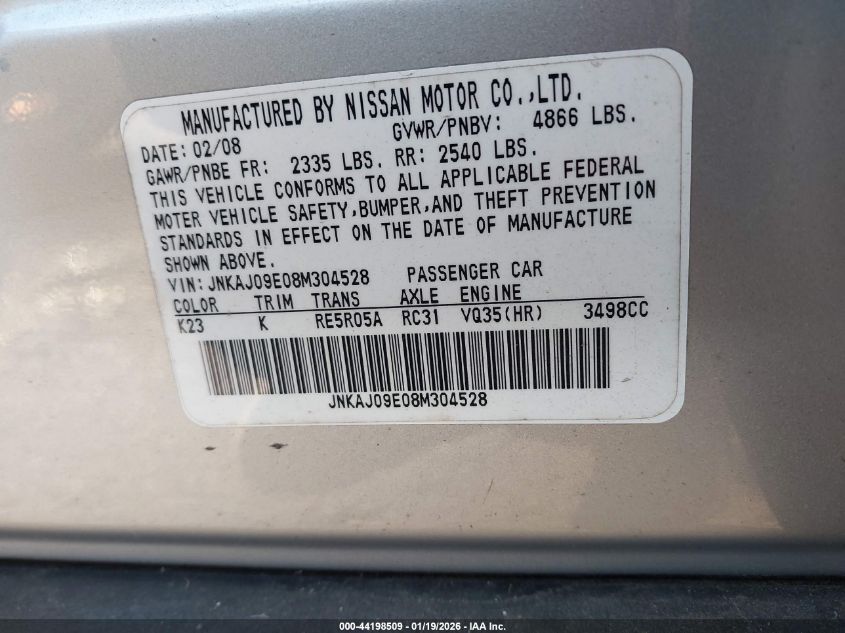 MANUFACTURED BY NISSAN MOTOR CO.,LTD.
DATE: 02/08 GVWR/PNBV: 4866 LBS.
GAWR/PNBE FR: 2335 LBS. RR: 2540 LBS.
THIS VEHICLE CONFORMS TO ALL APPLICABLE FEDERAL
MOTER VEHICLE SAFETY,BUMPER,AND THEFT PREVENTION
STANDARDS IN EFFECT ON THE DATE OF MANUFACTURE
SHOWN ABOVE.
VIN: JNKAJ09E08M304528 PASSENGER CAR
COLOR TRIM TRANS AXLE ENGINE
K23 K RE5R05A RC31 VQ35(HR) 3498CC
JNKAJ09E08M304528
000-44198509 — 01/19/2026 — IAA Inc.